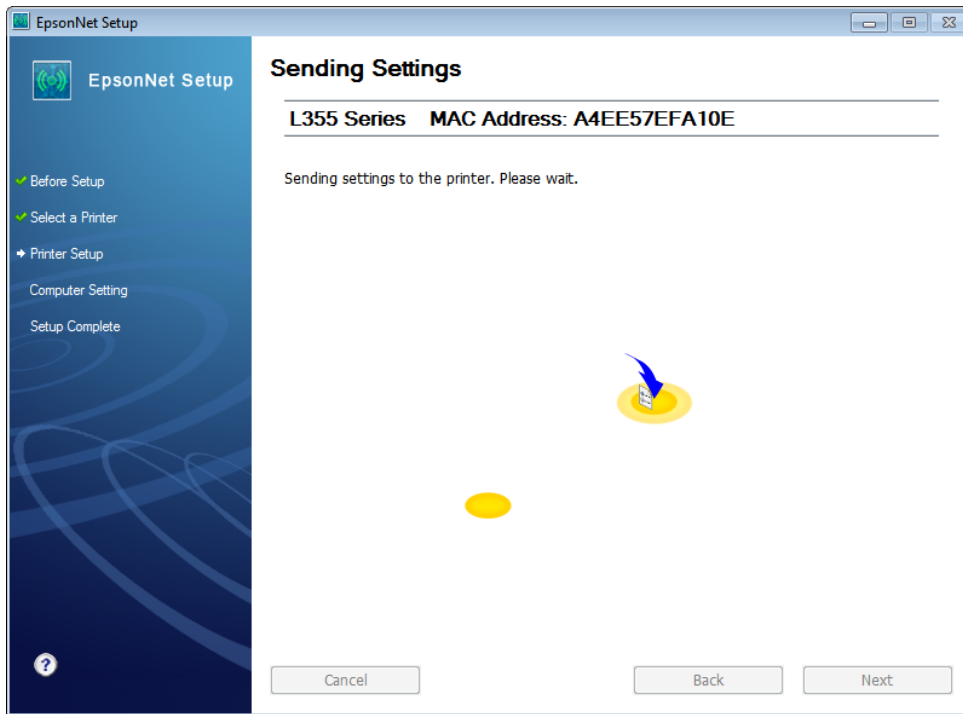 EpsonNet Setup
EpsonNet Setup
Sending Settings
L355 Series MAC Address: A4EE57EFA10E
Before Setup
Sending settings to the printer. Please wait.
Select a Printer
Printer Setup
Computer Setting
Setup Complete
?
Cancel Back Next